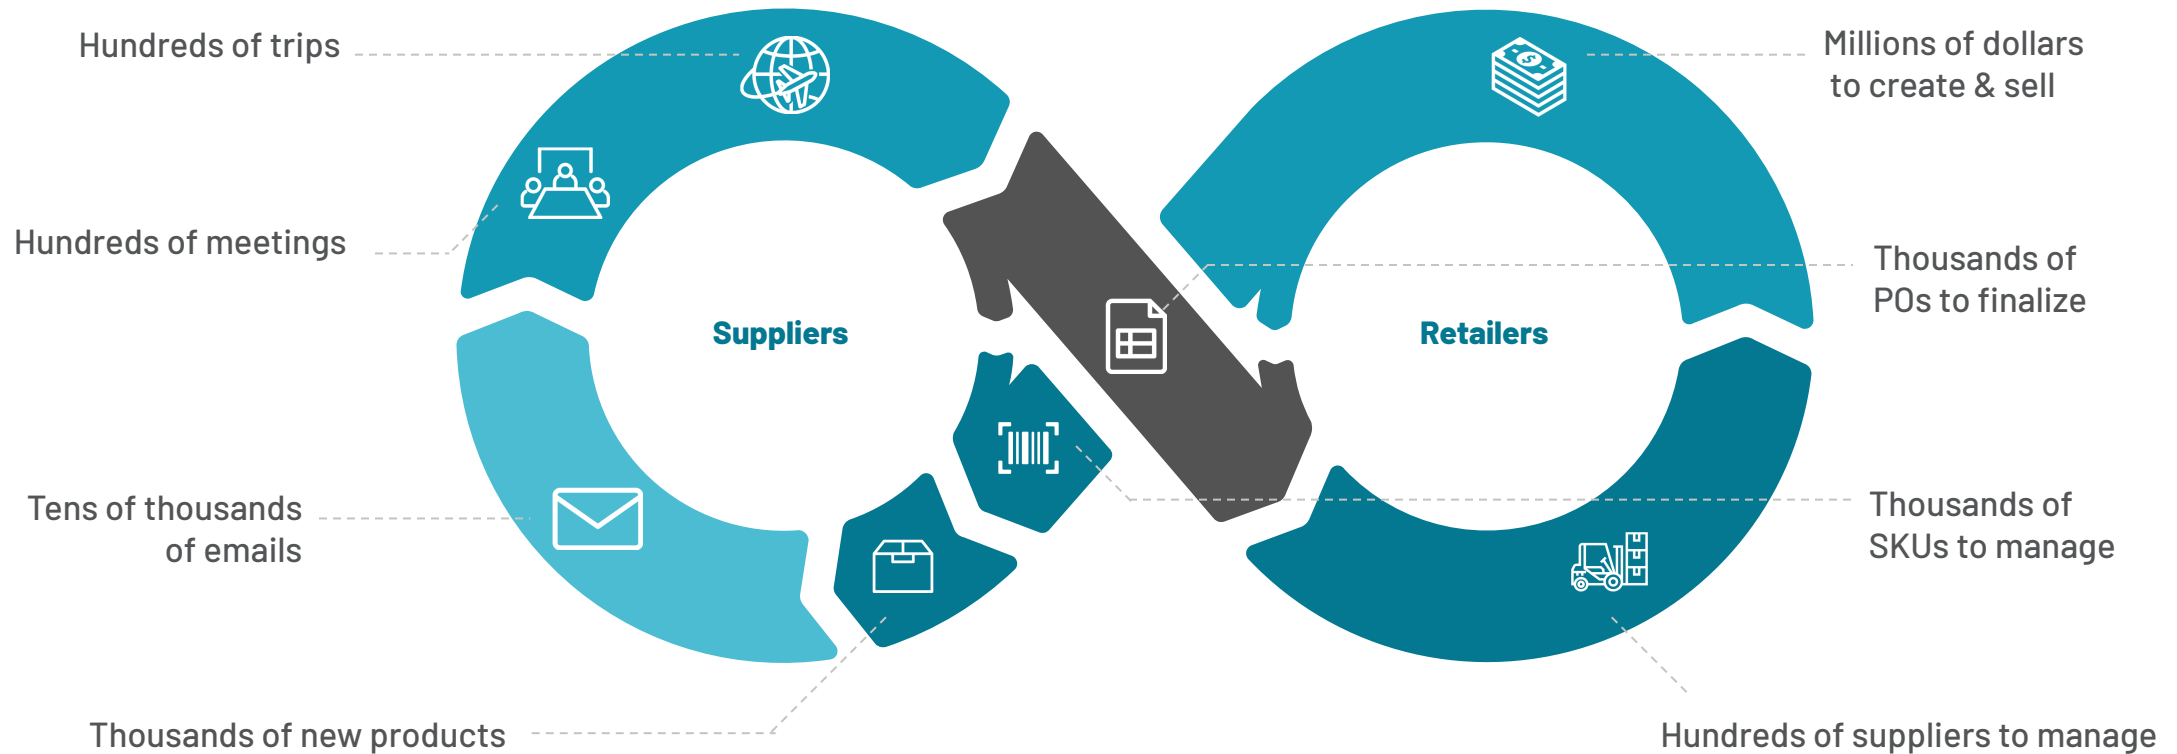 Hundreds of trips
Hundreds of meetings
Tens of thousands
of emails
Thousands of new products
Suppliers
Retailers
Millions of dollars
to create & sell
Thousands of
POs to finalize
Thousands of
SKUs to manage
Hundreds of suppliers to manage